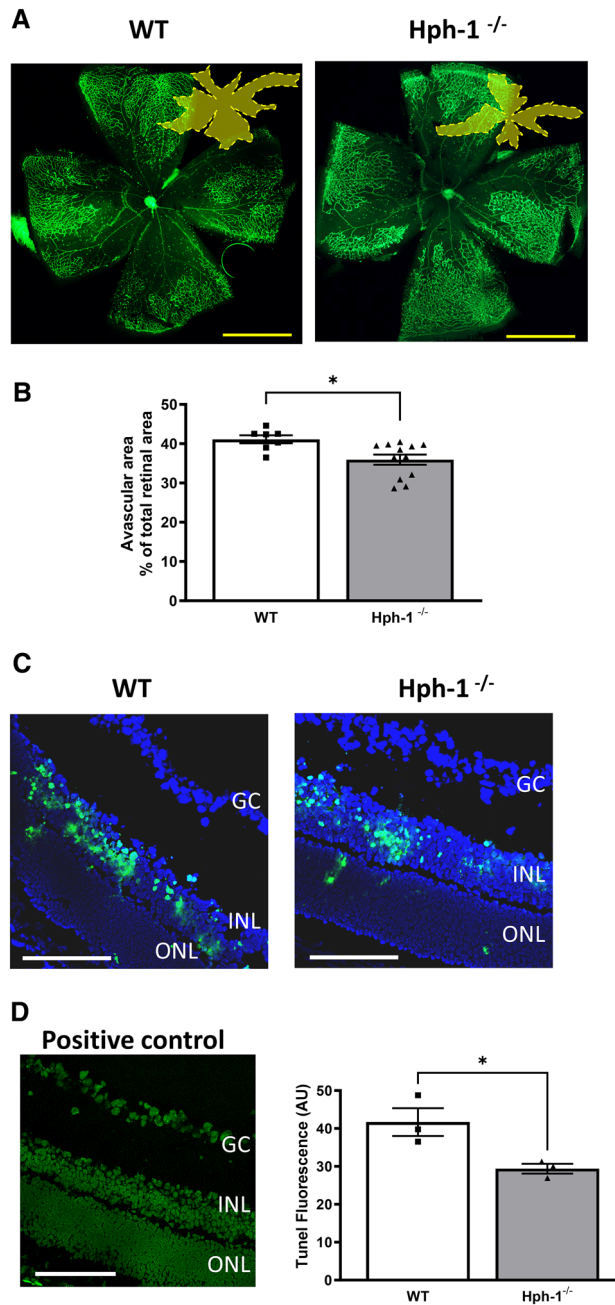 A
WT
Hph-1 -/-
B
*
Avascular area
% of total retinal area
50
40
30
20
10
0
WT
Hph-1 -/-
C
WT
Hph-1 -/-
GC
INL
ONL
GC
INL
ONL
D
Positive control
GC
INL
ONL
*
Tunel Fluorescence (AU)
50
40
30
20
10
0
WT
Hph-1 -/-